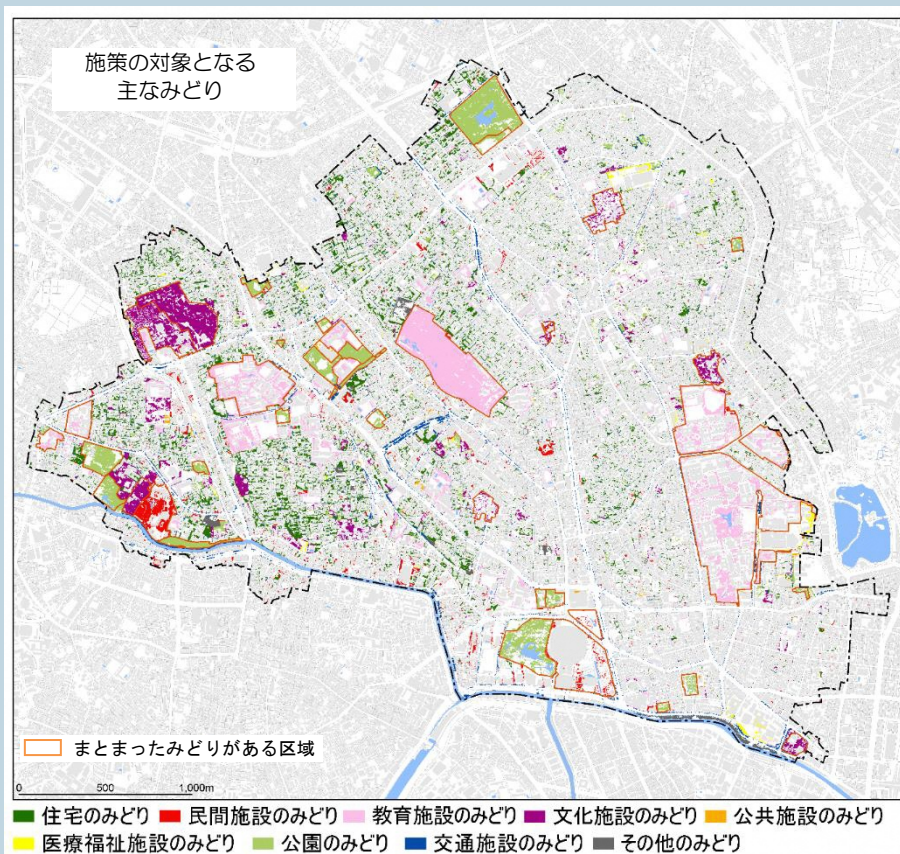 施策の対象となる
主なみどり
まとまったみどりがある区域
0 500 1,000m
住宅のみどり 民間施設のみどり 教育施設のみどり 文化施設のみどり 公共施設のみどり
医療福祉施設のみどり 公園のみどり 交通施設のみどり その他のみどり